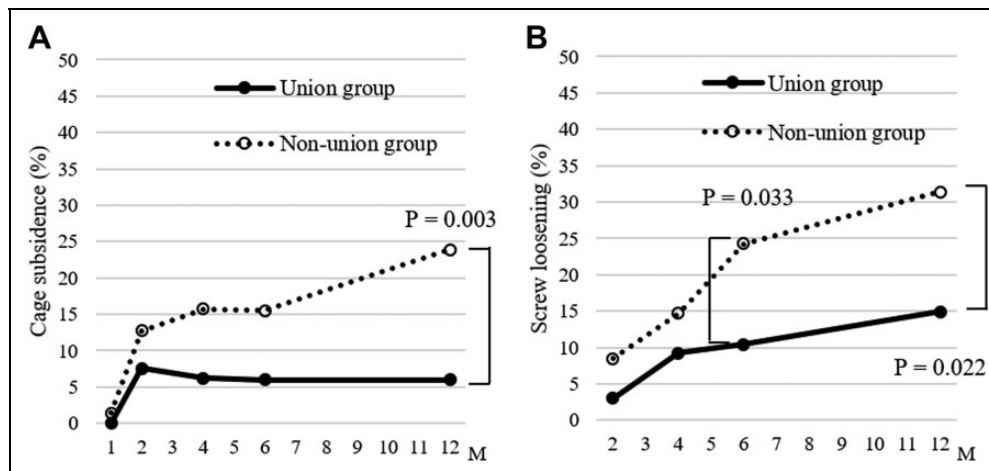 A
50
45
40
35
30
25
20
15
10
5
0
Cage subsidence (%)
Union group
Non-union group
P = 0.003
1 2 3 4 5 6 7 8 9 10 11 12 M
B
50
45
40
35
30
25
20
15
10
5
0
Screw loosening (%)
Union group
Non-union group
P = 0.033
P = 0.022
2 3 4 5 6 7 8 9 10 11 12 M